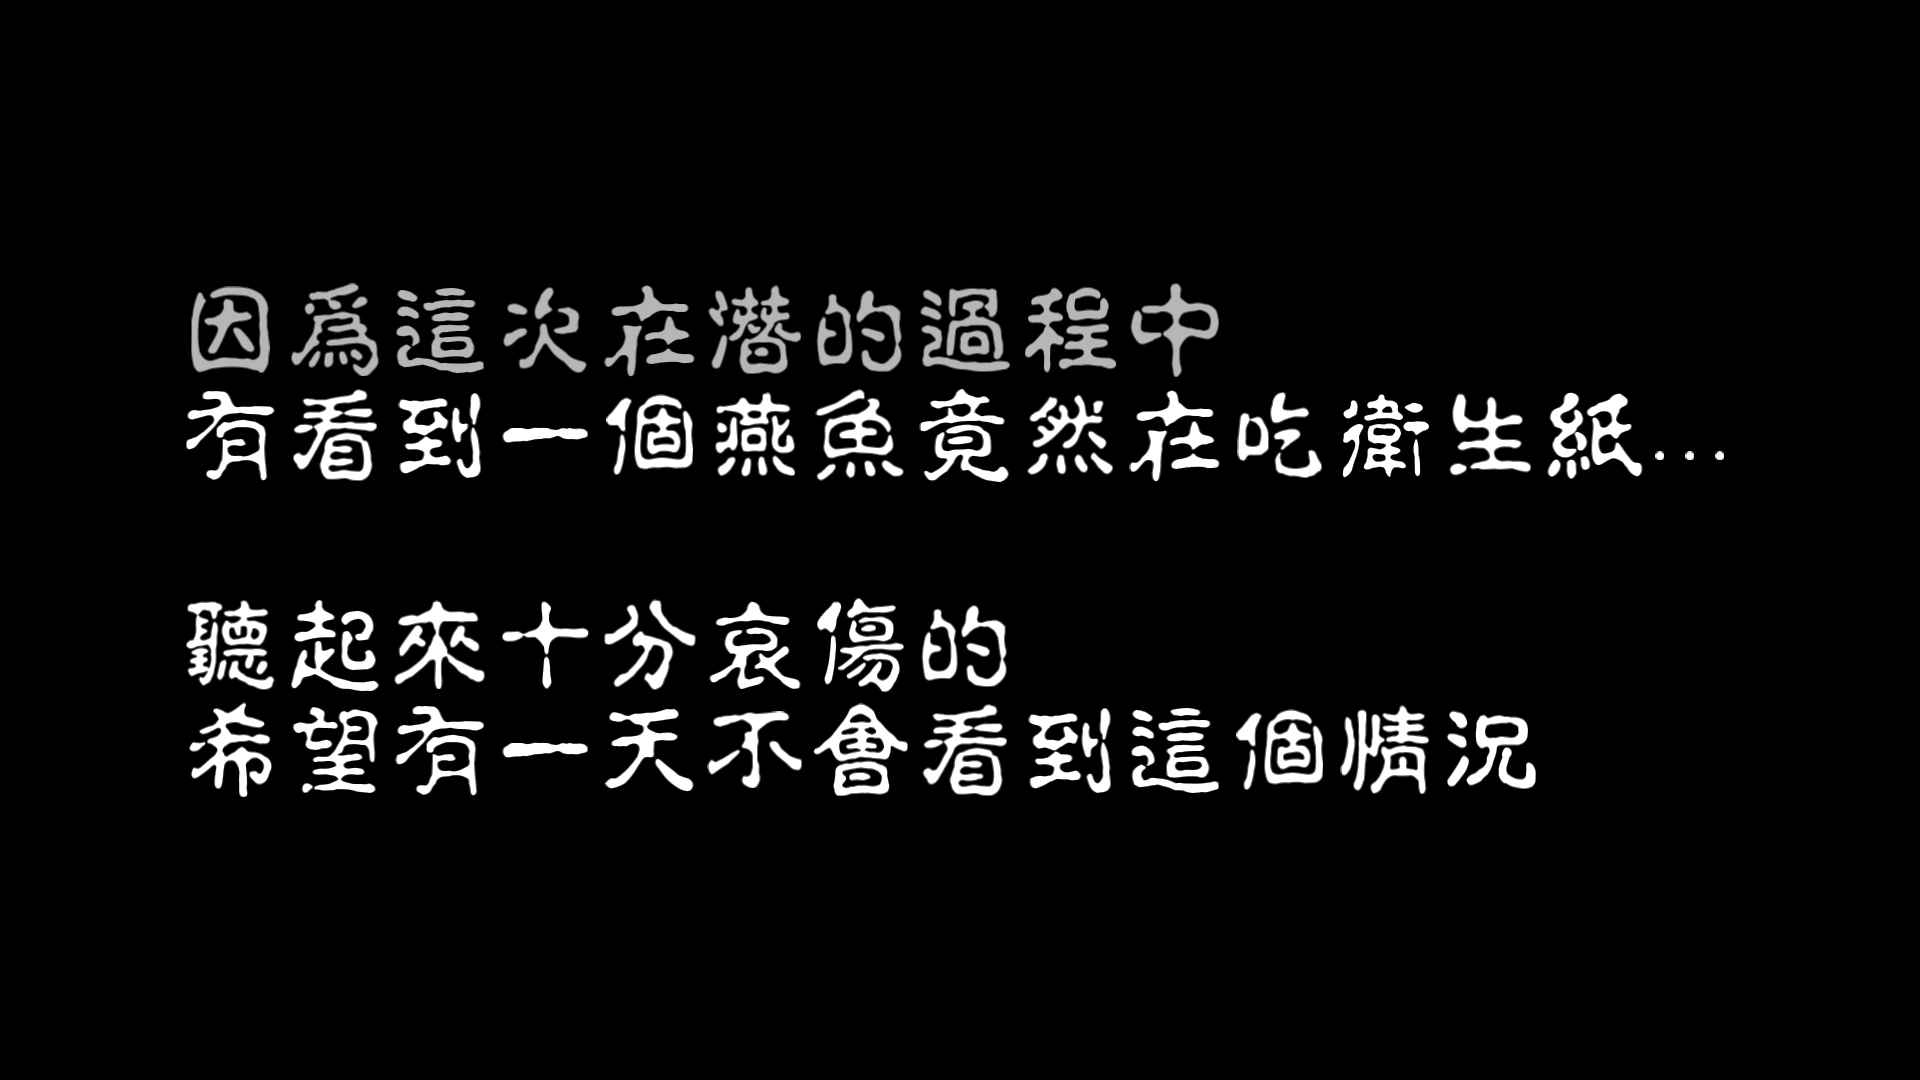 因為這次在潛的過程中
有看到一個燕魚竟然在吃衛生紙...
聽起來十分哀傷的
希望有一天不會看到這個情況